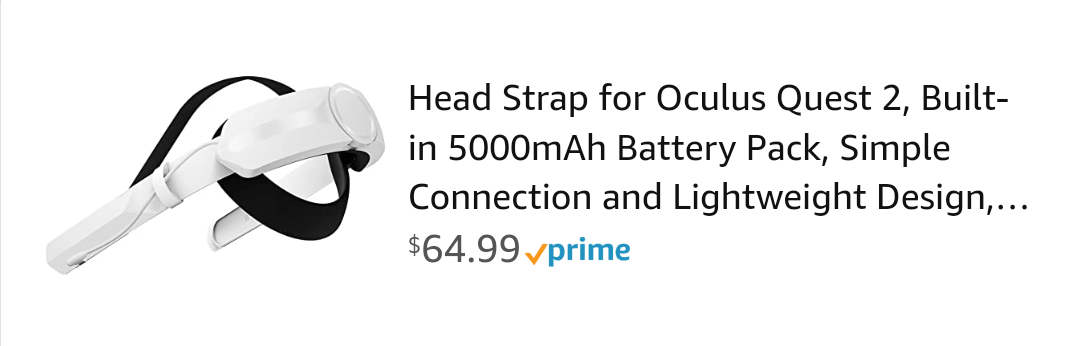 Head Strap for Oculus Quest 2, Built-
in 5000mAh Battery Pack, Simple
Connection and Lightweight Design,...
$64.99 prime